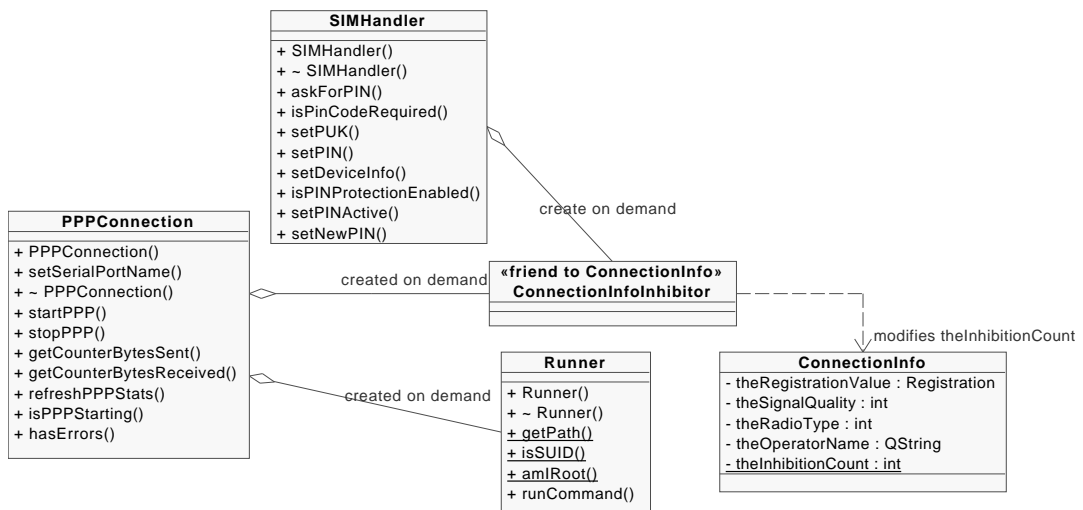 SIMHandler
+ SIMHandler()
+ ~ SIMHandler()
+ askForPIN()
+ isPinCodeRequired()
+ setPUK()
+ setPIN()
+ setDeviceInfo()
+ isPINProtectionEnabled()
+ setPINActive()
+ setNewPIN()
create on demand
PPPConnection
+ PPPConnection()
+ setSerialPortName()
+ ~ PPPConnection()
+ startPPP()
+ stopPPP()
+ getCounterBytesSent()
+ getCounterBytesReceived()
+ refreshPPPStats()
+ isPPPStarting()
+ hasErrors()
created on demand
«friend to ConnectionInfo»
ConnectionInfoInhibitor
modifies theInhibitionCount
created on demand
Runner
+ Runner()
+ ~ Runner()
+ getPath()
+ isSUID()
+ amIRoot()
+ runCommand()
ConnectionInfo
- theRegistrationValue : Registration
- theSignalQuality : int
- theRadioType : int
- theOperatorName : QString
- theInhibitionCount : int